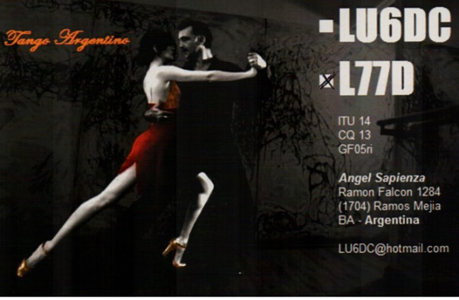 Tango Argentino
LU6DC
L77D
ITU 14
CQ 13
GF05ri
Angel Sapienza
Ramon Falcon 1284
(1704) Ramos Mejia
BA - Argentina
LU6DC@hotmail.com